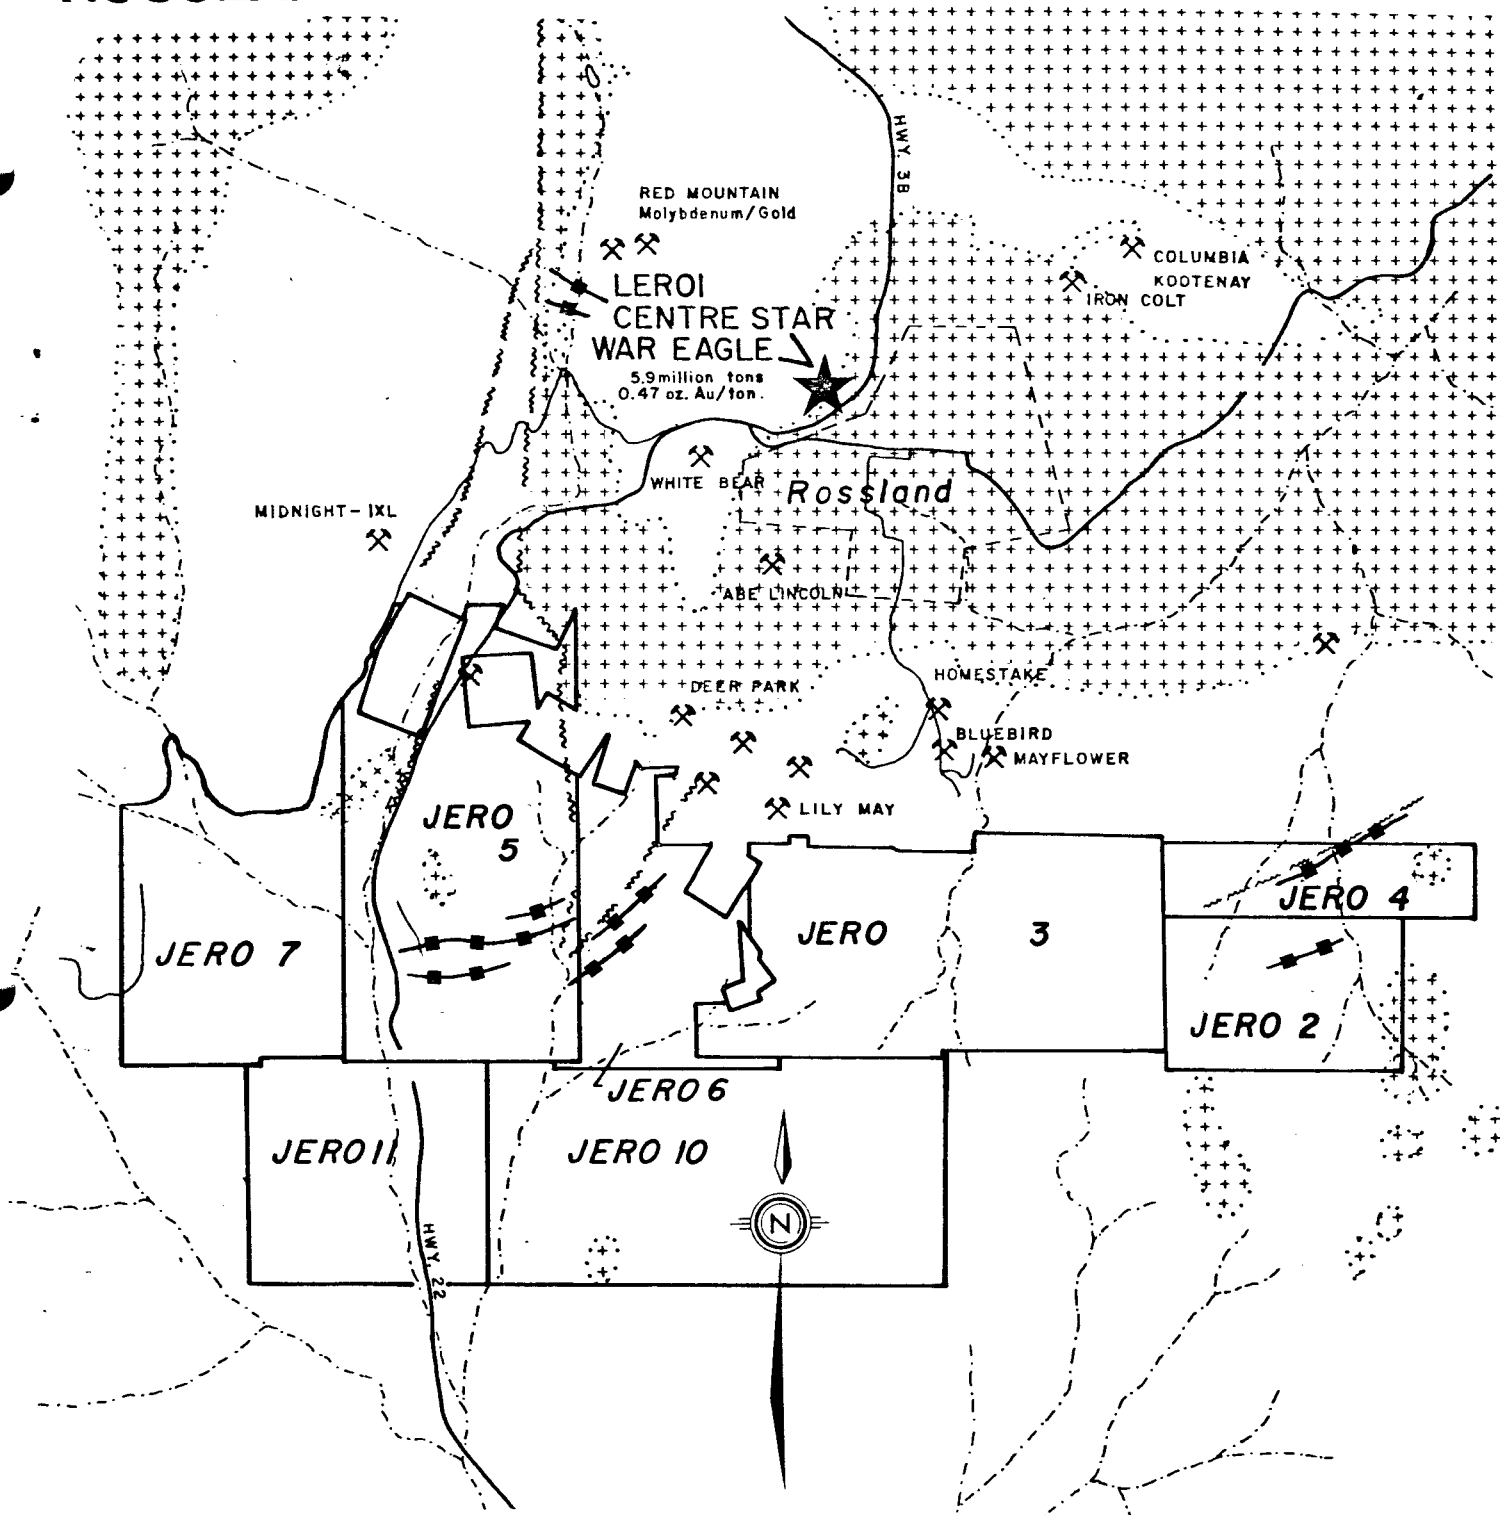 HWY. 3B
RED MOUNTAIN
Molybdenum/Gold
COLUMBIA
KOOTENAY
IRON COLT
LEROI
CENTRE STAR
WAR EAGLE
5.9 million tons
0.47 oz. Au/ton.
WHITE BEAR
Rossland
MIDNIGHT-IXL
ABE LINCOLN
DEER PARK
HOMESTAKE
BLUEBIRD
MAYFLOWER
LILY MAY
JERO
5
JERO 4
JERO 7
JERO
3
JERO 2
JERO 6
JERO 11
JERO 10
N
HWY. 22